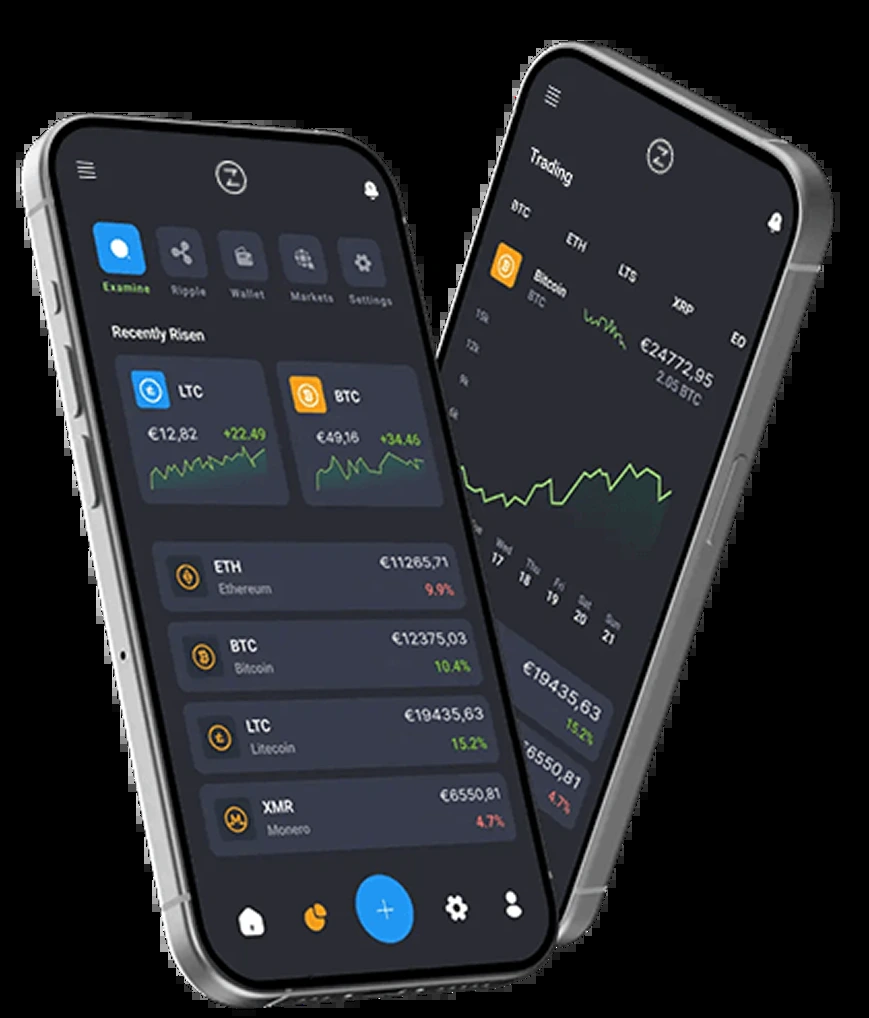 Z
Examine Ripple Wallet Markets Settings
Recently Risen
LTC
€12,82 +22.49
BTC
€49,16 +34.46
ETH €11265,71
Ethereum 9.9%
BTC €12375,03
Bitcoin 10.4%
LTC €19435,63
Litecoin 15.2%
XMR €6550,81
Monero 4.7%
Z
Trading
BTC ETH LTS XRP EO
Bitcoin €24772,95
BTC 2.05 BTC
15k
12k
9k
6k
Wed Thu Fri Sat Sun
17 18 19 20 21
€19435,63
15.2%
6550,81
4.7%